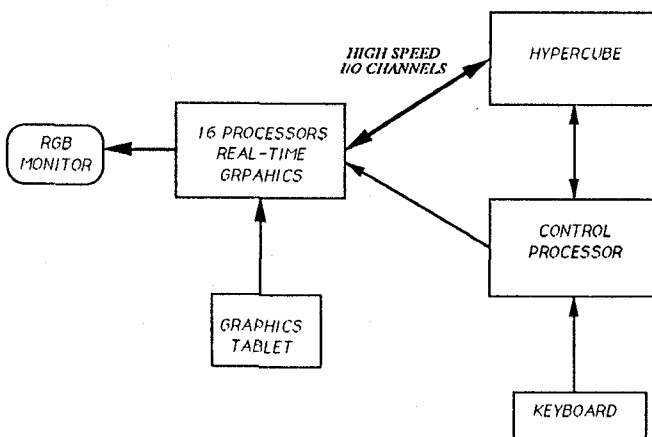 HIGH SPEED
I/O CHANNELS
HYPERCUBE
16 PROCESSORS
REAL-TIME
GRPAHICS
RGB
MONITOR
CONTROL
PROCESSOR
GRAPHICS
TABLET
KEYBOARD